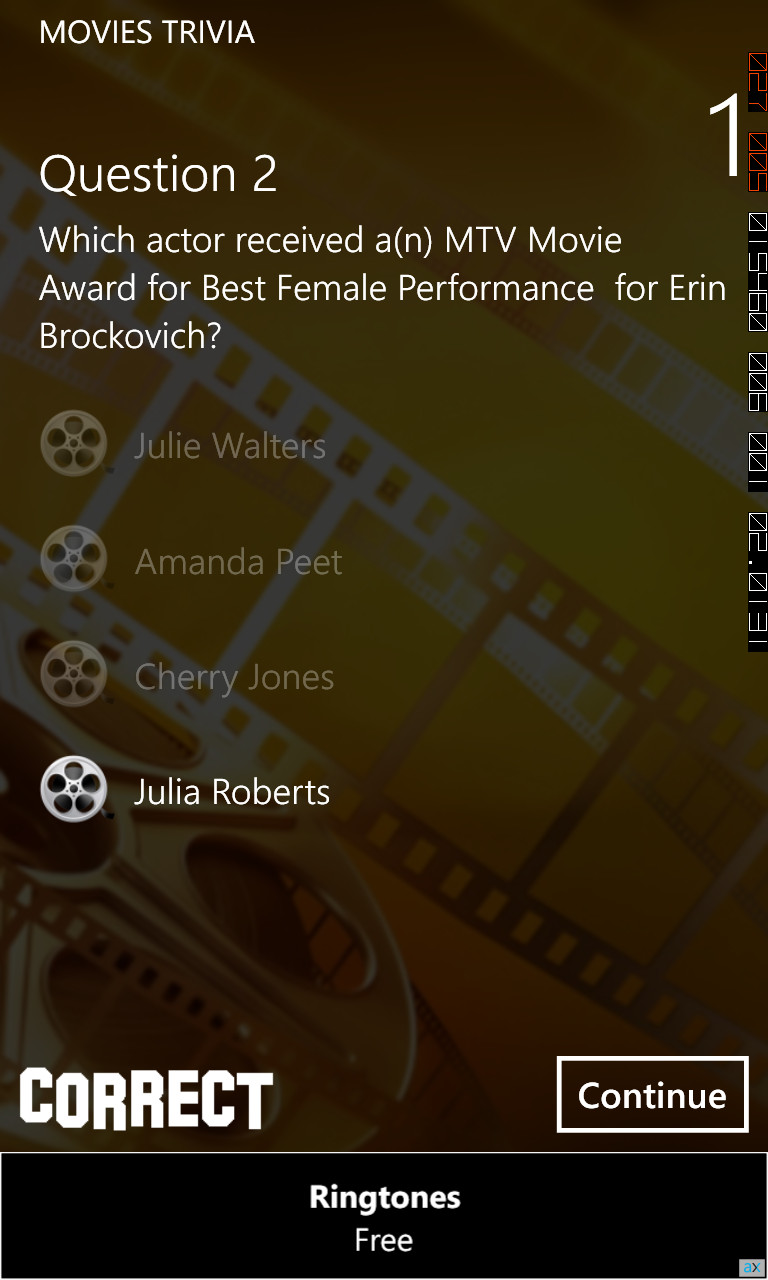 MOVIES TRIVIA
1
Question 2
Which actor received a(n) MTV Movie
Award for Best Female Performance  for Erin
Brockovich?
Julie Walters
Amanda Peet
Cherry Jones
Julia Roberts
CORRECT
Continue
Ringtones
Free
ax